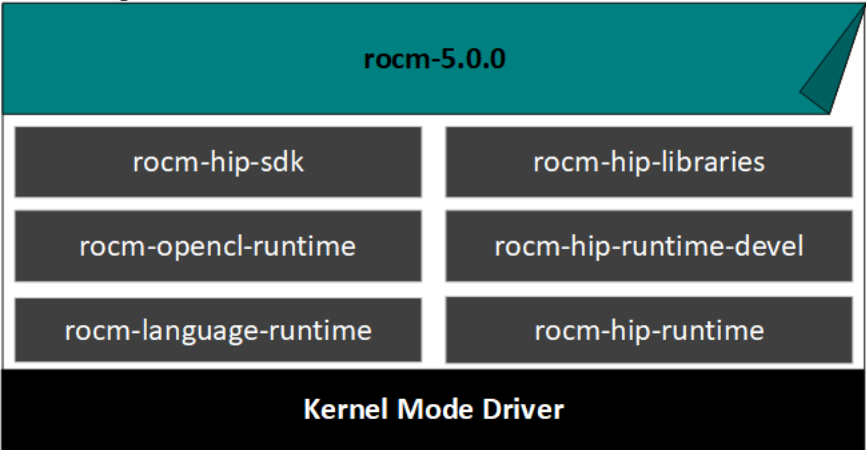 rocm-5.0.0
rocm-hip-sdk
rocm-hip-libraries
rocm-opencl-runtime
rocm-hip-runtime-devel
rocm-language-runtime
rocm-hip-runtime
Kernel Mode Driver